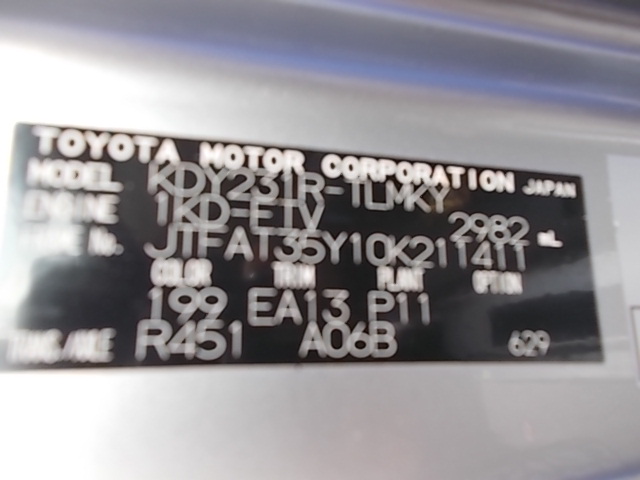 TOYOTA MOTOR CORPORATION JAPAN
MODEL KDY231R-TLMKY
ENGINE 1KD-FTV 2982 mL
FRAME No. JTFAT35Y10K211411
COLOR TRIM PLANT OPTION
199 EA13 P11
TRANS/AXLE R451 A06B 629